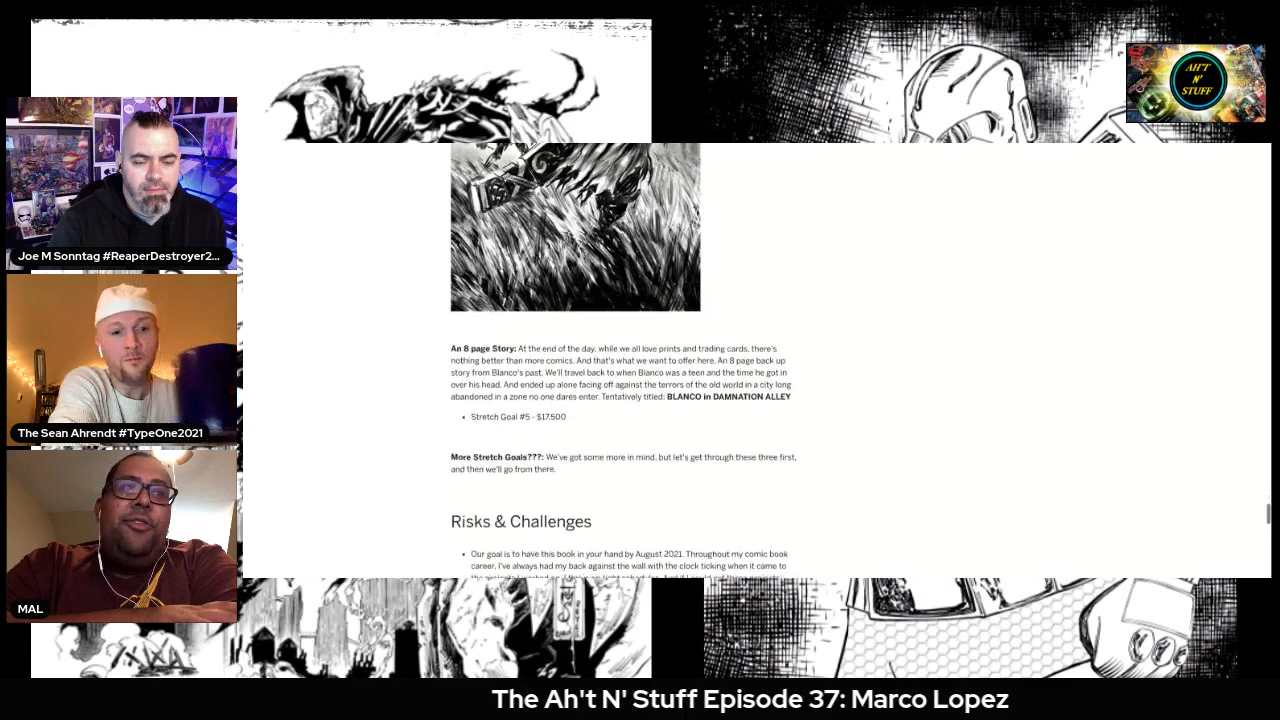 AH'T
N'
STUFF
Joe M Sonntag #ReaperDestroyer2...
The Sean Ahrendt #TypeOne2021
MAL
An 8 page Story: At the end of the day, while we all love prints and trading cards, there's
nothing better than more comics. And that's what we want to offer here. An 8 page back up
story from Blanco's past. We'll travel back to when Blanco was a teen and the time he got in
over his head. And ended up alone facing off against the terrors of the old world in a city long
abandoned in a zone no one dares enter. Tentatively titled: BLANCO in DAMNATION ALLEY
• Stretch Goal #5 - $17,500
More Stretch Goals???: We've got some more in mind, but let's get through these three first,
and then we'll go from there.
Risks & Challenges
• Our goal is to have this book in your hand by August 2021. Throughout my comic book
career, I've always had my back against the wall with the clock ticking when it came to
The Ah't N' Stuff Episode 37: Marco Lopez